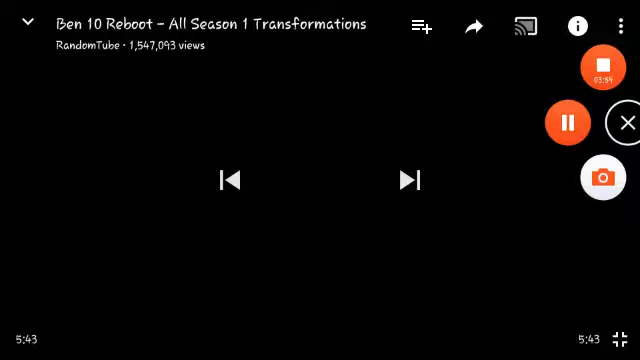 Ben 10 Reboot - All Season 1 Transformations
RandomTube • 1,547,093 views
03:54
5:43
5:43